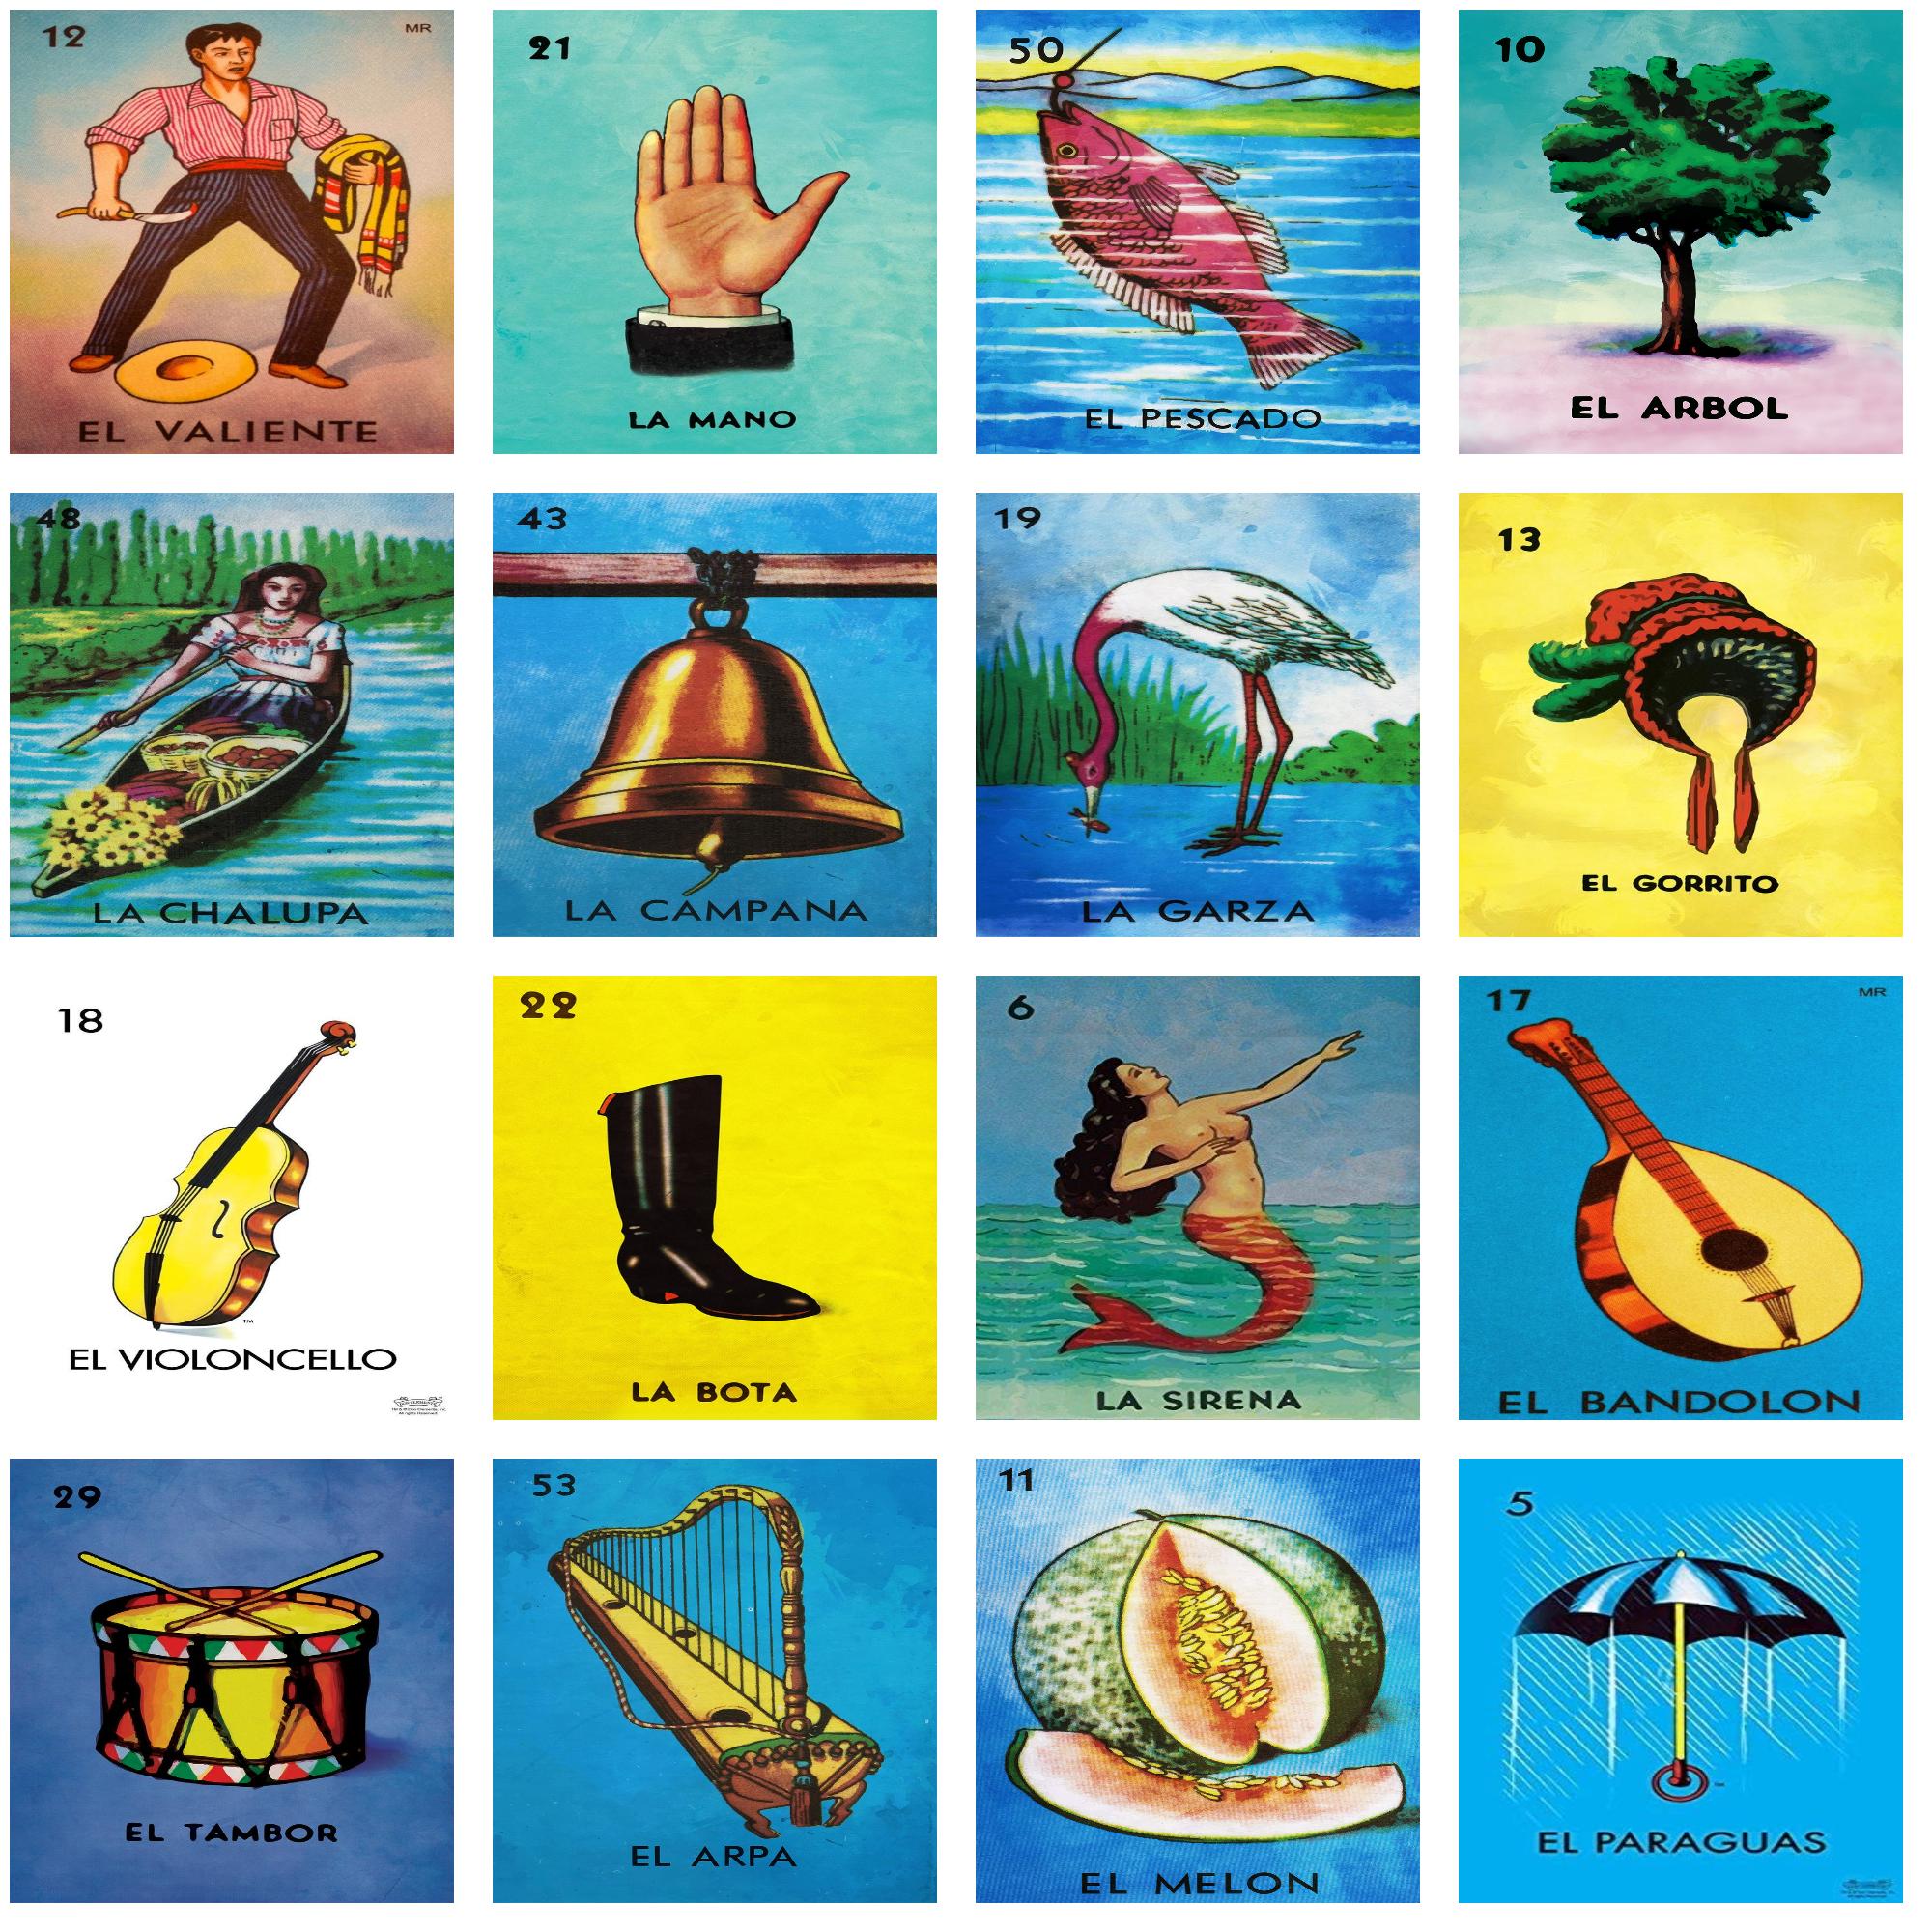 12 MR
EL VALIENTE
21
LA MANO
50
EL PESCADO
10
EL ARBOL
48
LA CHALUPA
43
LA CAMPANA
19
LA GARZA
13
EL GORRITO
18
TM
EL VIOLONCELLO
22
LA BOTA
6
LA SIRENA
17 MR
EL BANDOLON
29
EL TAMBOR
53
EL ARPA
11
EL MELON
5
EL PARAGUAS